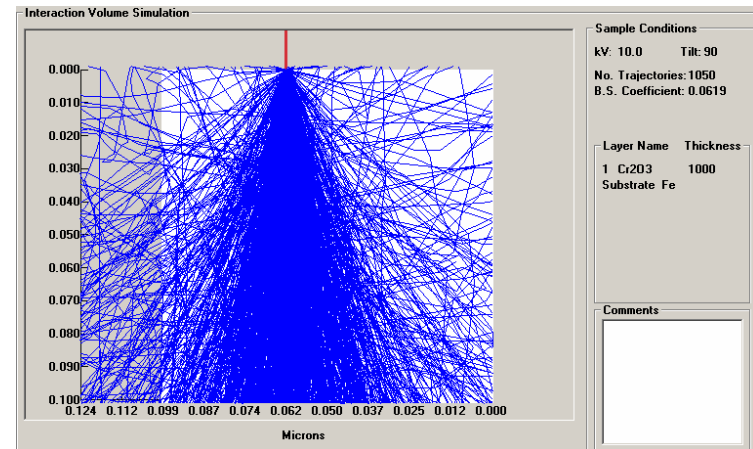 Interaction Volume Simulation
0.000
0.010
0.020
0.030
0.040
0.050
0.060
0.070
0.080
0.090
0.100
0.124 0.112 0.099 0.087 0.074 0.062 0.050 0.037 0.025 0.012 0.000
Microns
Sample Conditions
kV: 10.0 Tilt: 90
No. Trajectories: 1050
B.S. Coefficient: 0.0619
Layer Name Thickness
1 Cr2O3 1000
Substrate Fe
Comments